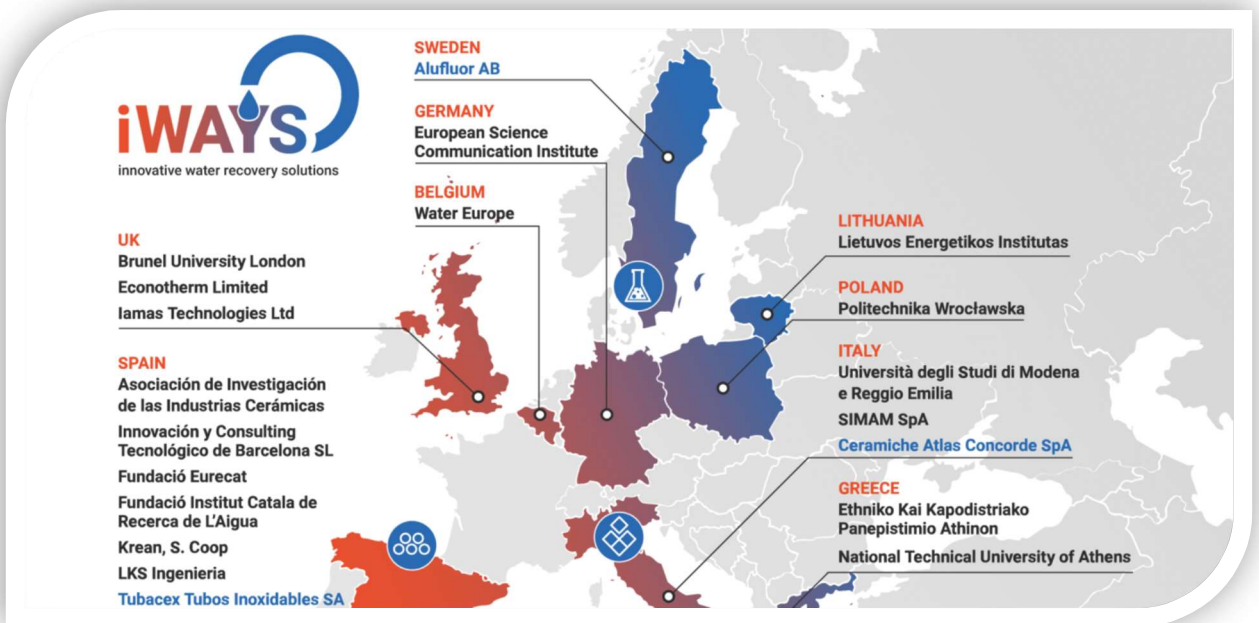 iWAYS
innovative water recovery solutions
SWEDEN
Alufluor AB
GERMANY
European Science
Communication Institute
BELGIUM
Water Europe
UK
Brunel University London
Econotherm Limited
Iamas Technologies Ltd
SPAIN
Asociación de Investigación
de las Industrias Cerámicas
Innovación y Consulting
Tecnológico de Barcelona SL
Fundació Eurecat
Fundació Institut Catala de
Recerca de L'Aigua
Krean, S. Coop
LKS Ingenieria
Tubacex Tubos Inoxidables SA
LITHUANIA
Lietuvos Energetikos Institutas
POLAND
Politechnika Wrocławska
ITALY
Università degli Studi di Modena
e Reggio Emilia
SIMAM SpA
Ceramiche Atlas Concorde SpA
GREECE
Ethniko Kai Kapodistriako
Panepistimio Athinon
National Technical University of Athens